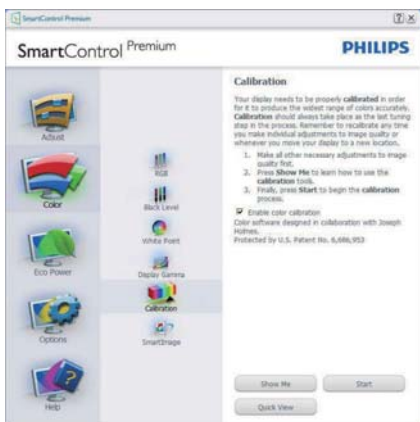 SmartControl Premium
SmartControl Premium
PHILIPS
Adjust
Color
Eco Power
Options
Help
RGB
Black Level
White Point
Display Gamma
Calibration
SmartImage
Calibration
Your display needs to be properly calibrated in order
for it to produce the widest range of colors accurately.
Calibration should always take place as the last tuning
step in the process. Remember to recalibrate any time
you make individual adjustments to image quality or
whenever you move your display to a new location.
1. Make all other necessary adjustments to image
quality first.
2. Press Show Me to learn how to use the
calibration tools.
3. Finally, press Start to begin the calibration
process.
Enable color calibration
Color software designed in collaboration with Joseph
Holmes.
Protected by U.S. Patent No. 6,686,953
Show Me
Start
Quick View